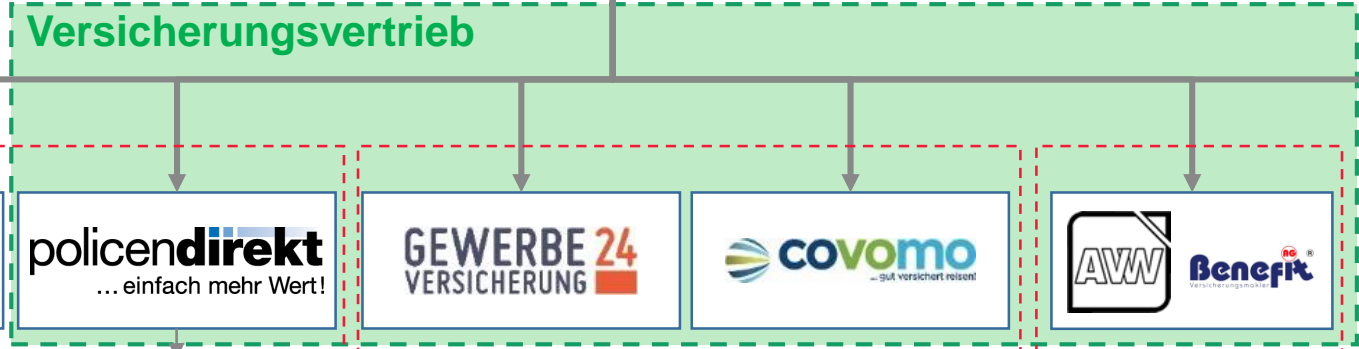 Versicherungsvertrieb
policendirekt
... einfach mehr Wert!
GEWERBE 24
VERSICHERUNG
covomo
... gut versichert reisen!
AVW
Benefit AG ®
Versicherungsmakler